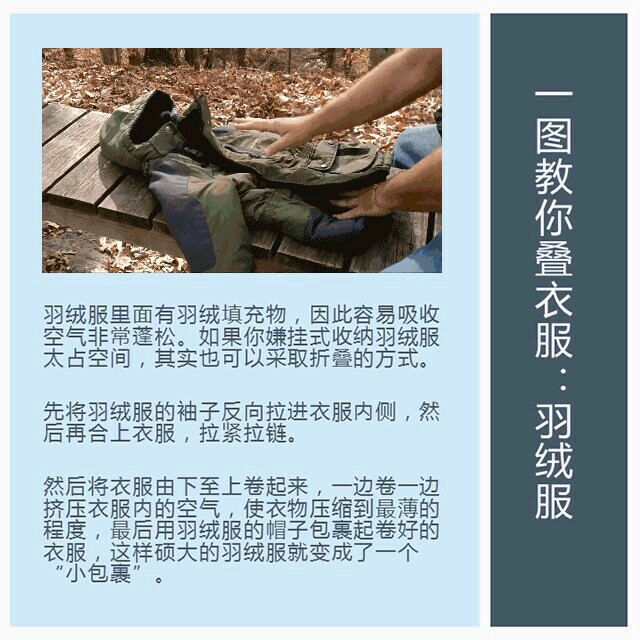 一图教你叠衣服：羽绒服
羽绒服里面有羽绒填充物，因此容易吸收
空气非常蓬松。如果你嫌挂式收纳羽绒服
太占空间，其实也可以采取折叠的方式。
先将羽绒服的袖子反向拉进衣服内侧，然
后再合上衣服，拉紧拉链。
然后将衣服由下至上卷起来，一边卷一边
挤压衣服内的空气，使衣物压缩到最薄的
程度，最后用羽绒服的帽子包裹起卷好的
衣服，这样硕大的羽绒服就变成了一个
“小包裹”。